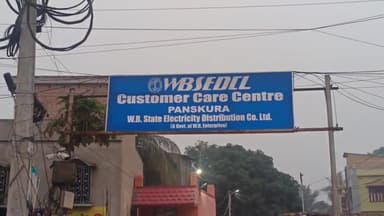 WBSEDCL
Customer Care Centre
PANSKURA
W.B. State Electricity Distribution Co. Ltd.
(A Govt. of W.B. Enterprise)